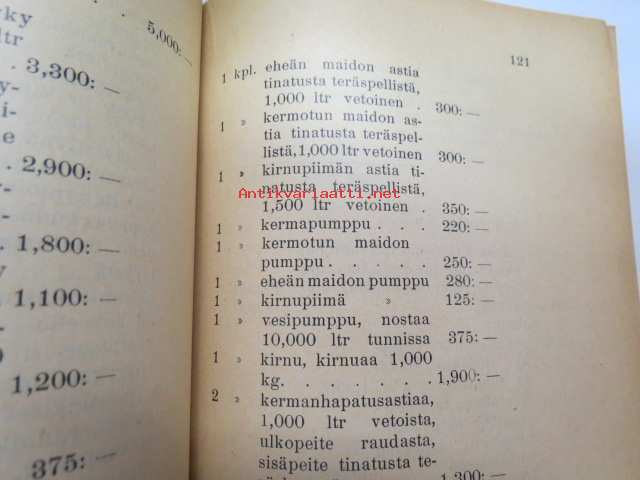 yky
5,000: —
ltr
. 3,300: —
y-
i-
e
. 2,900: —
r-
. 1,800: —
y
1,100: —
1,200: —
375: —
121
1 kpl. eheän maidon astia
tinatusta teräspellistä,
1,000 ltr vetoinen . 300: —
1 » kermotun maidon as-
tia tinatusta teräspel-
listä, 1,000 ltr vetoinen 300: —
1 » kirnupiimän astia ti-
natusta teräspellistä,
Antikvariaatti.net
1,500 ltr vetoinen . 350: —
1 » kermapumppu . . . 220: —
1 » kermotun maidon
pumppu . . . . . 250: —
1 » eheän maidon pumppu 280: —
1 » kirnupiimä » 125: —
1 » vesipumppu, nostaa
10,000 ltr tunnissa 375: —
1 » kirnu, kirnuaa 1,000
kg. . . . . . . 1,900: —
2 » kermanhapatusastiaa,
1,000 ltr vetoista,
ulkopeite raudasta,
sisäpeite tinatusta te-
1,300: —